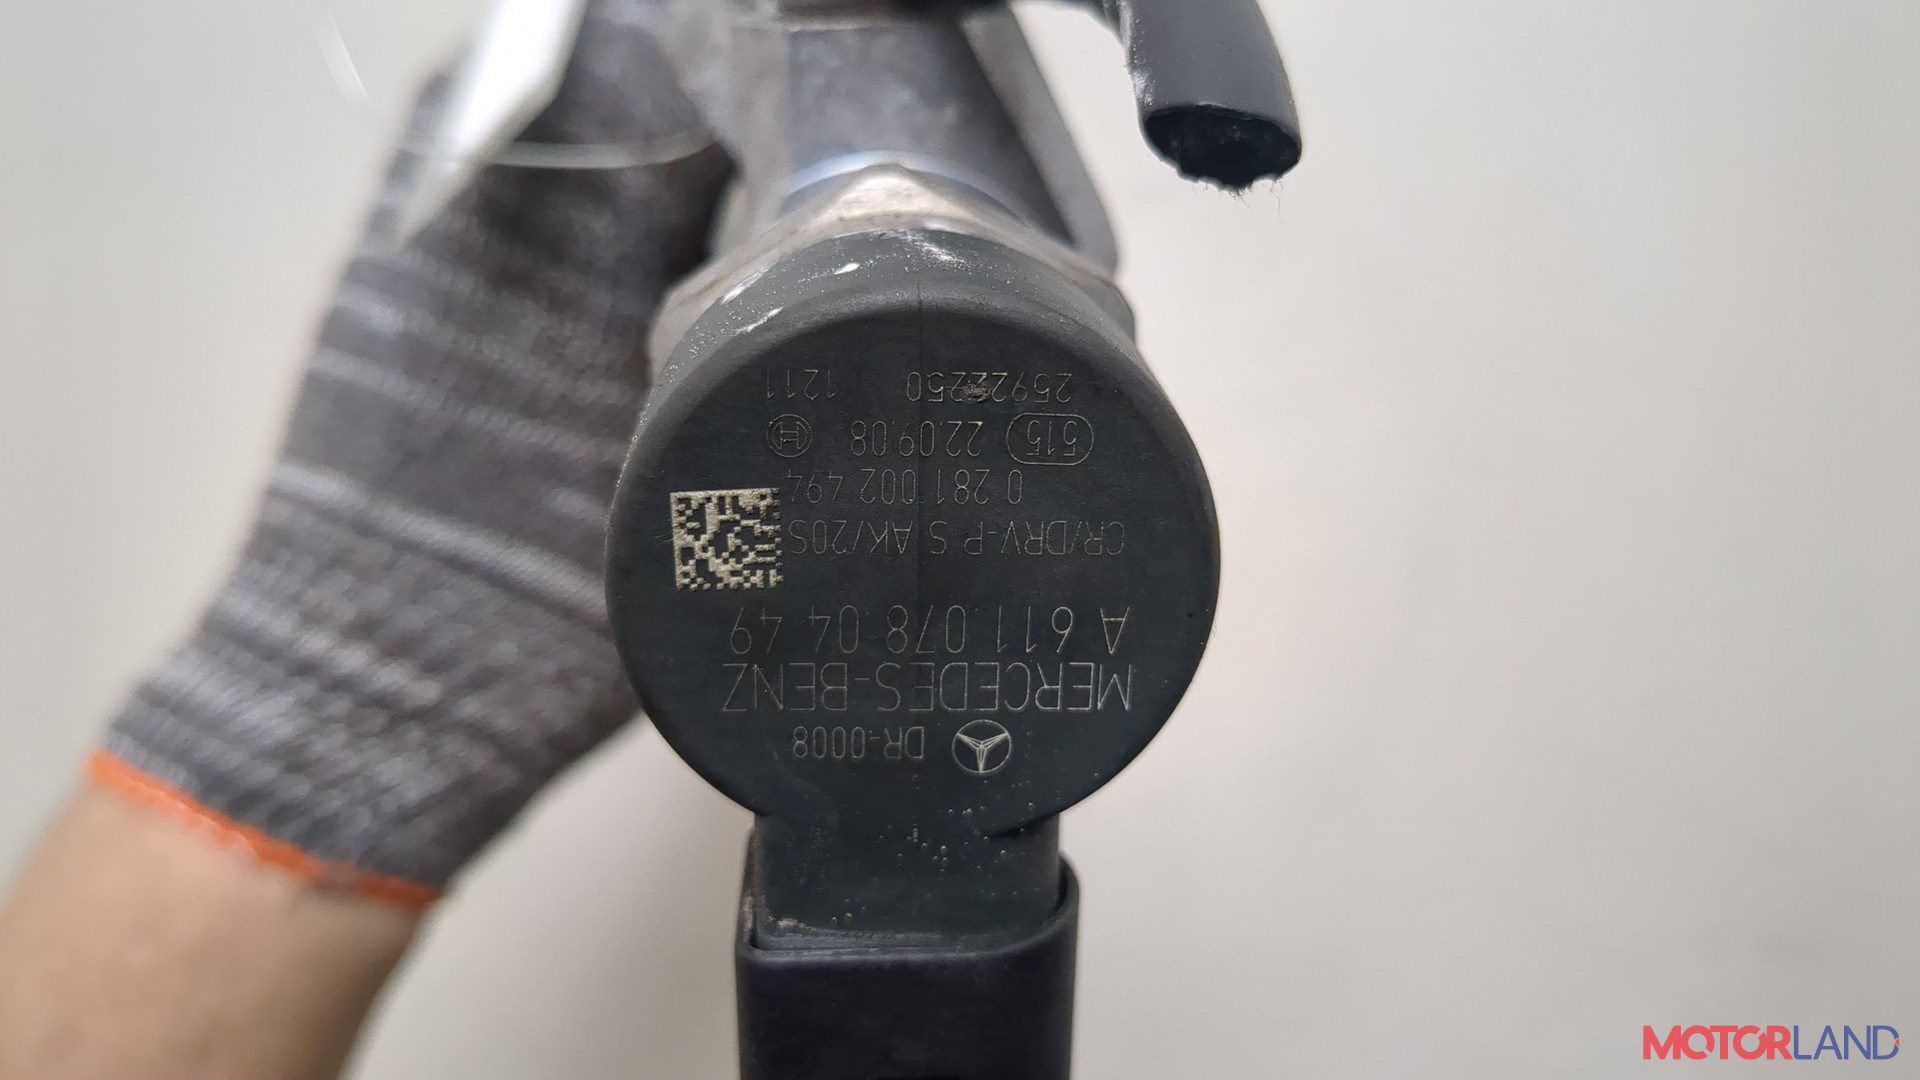 DR-0008
MERCEDES-BENZ
A 611 078 04 49
CR/DRV-P S AK/20S
0 281 002 494
515 22.09.08
1211
MOTORLAND